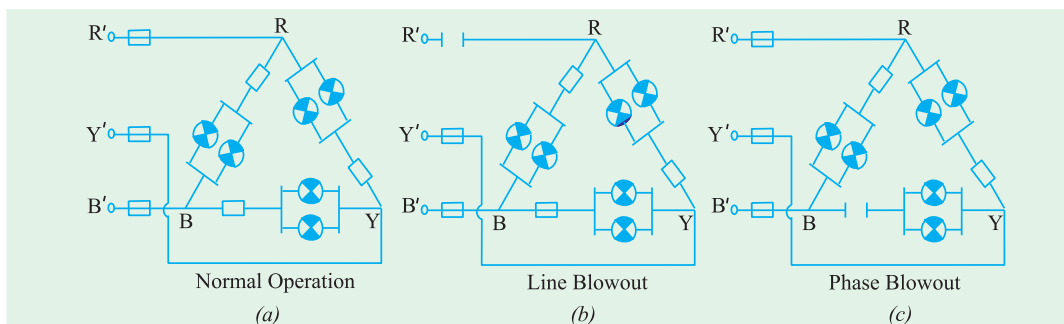 R′
R
Y′
B′
B
Y
Normal Operation
(a)
R′
R
Y′
B′
B
Y
Line Blowout
(b)
R′
R
Y′
B′
B
Y
Phase Blowout
(c)